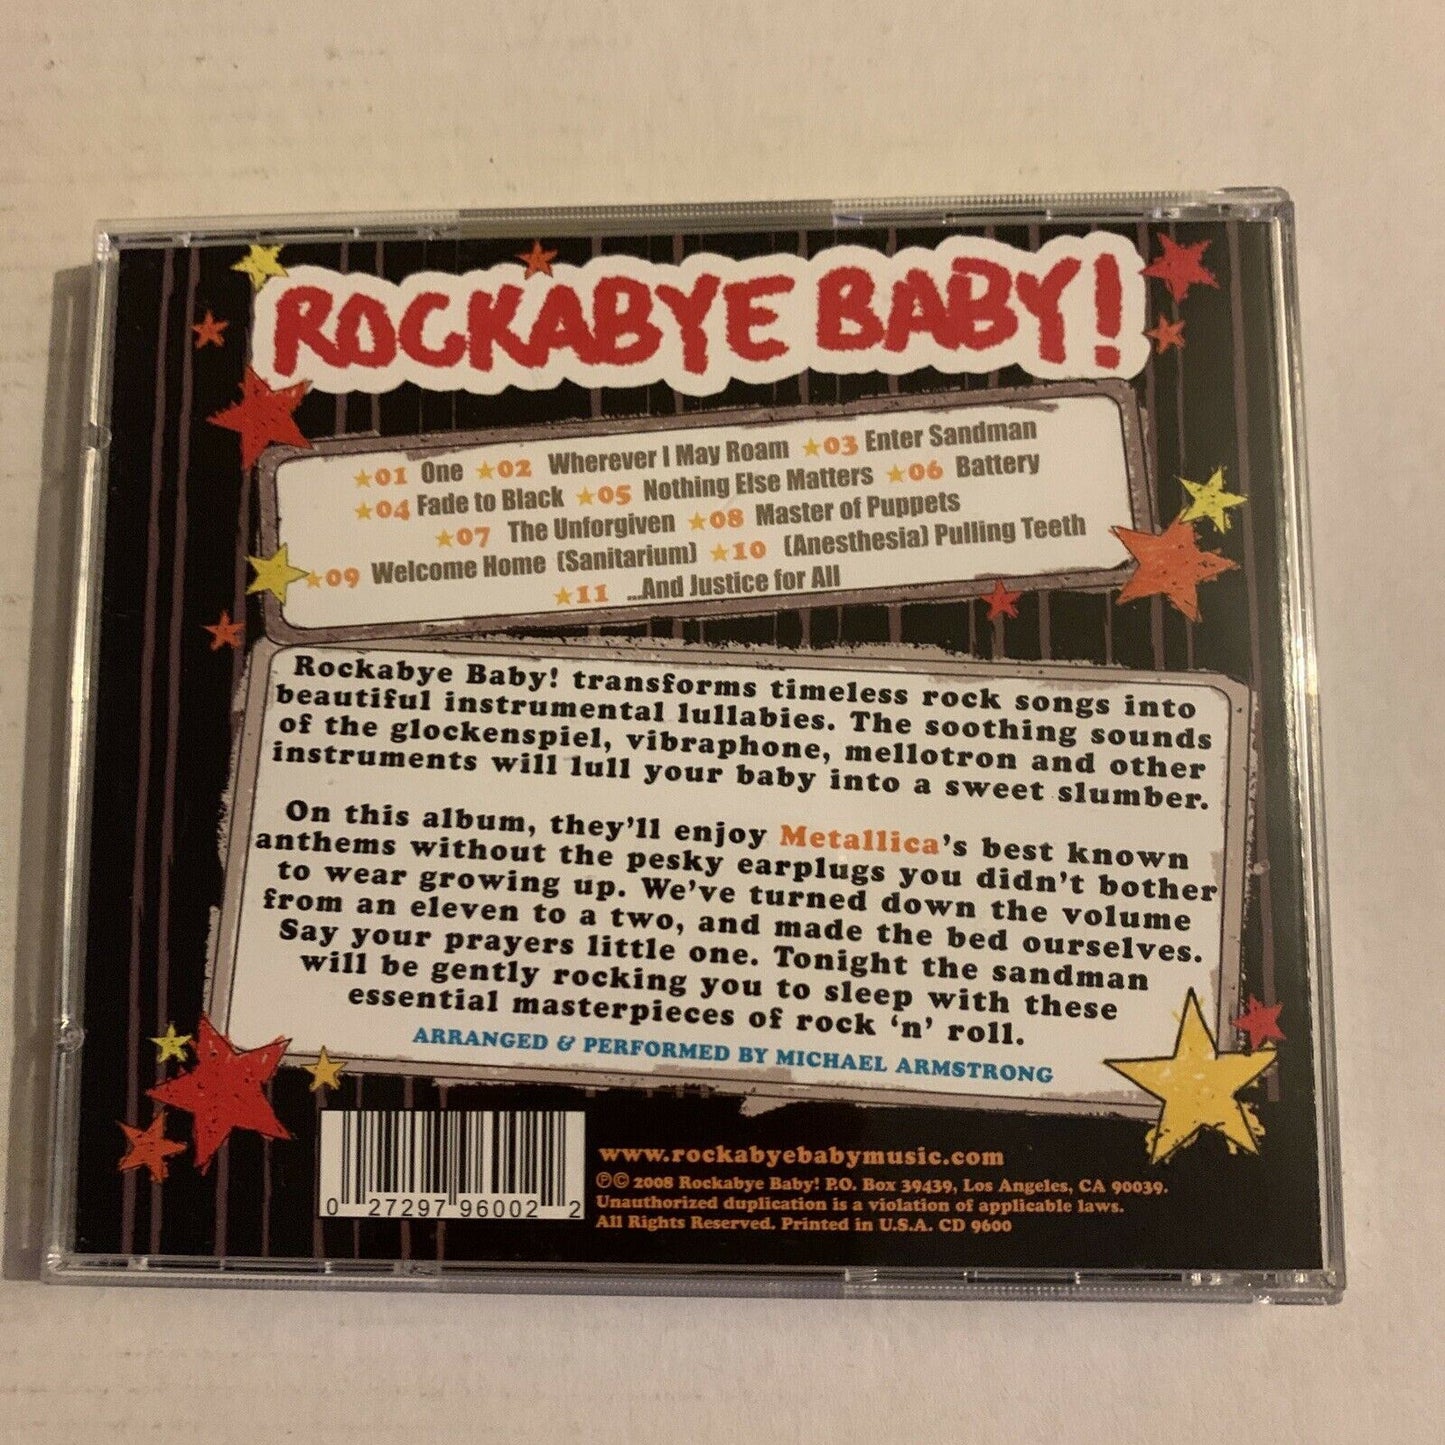 ROCKABYE BABY!
★01 One ★02 Wherever I May Roam ★03 Enter Sandman
★04 Fade to Black ★05 Nothing Else Matters ★06 Battery
★07 The Unforgiven ★08 Master of Puppets
★09 Welcome Home (Sanitarium) ★10 (Anesthesia) Pulling Teeth
★11 ...And Justice for All
Rockabye Baby! transforms timeless rock songs into
beautiful instrumental lullabies. The soothing sounds
of the glockenspiel, vibraphone, mellotron and other
instruments will lull your baby into a sweet slumber.
On this album, they'll enjoy Metallica's best known
anthems without the pesky earplugs you didn't bother
to wear growing up. We've turned down the volume
from an eleven to a two, and made the bed ourselves.
Say your prayers little one. Tonight the sandman
will be gently rocking you to sleep with these
essential masterpieces of rock 'n' roll.
ARRANGED & PERFORMED BY MICHAEL ARMSTRONG
0 27297 96002 2
www.rockabyebabymusic.com
℗© 2008 Rockabye Baby! P.O. Box 39439, Los Angeles, CA 90039.
Unauthorized duplication is a violation of applicable laws.
All Rights Reserved. Printed in U.S.A. CD 9600